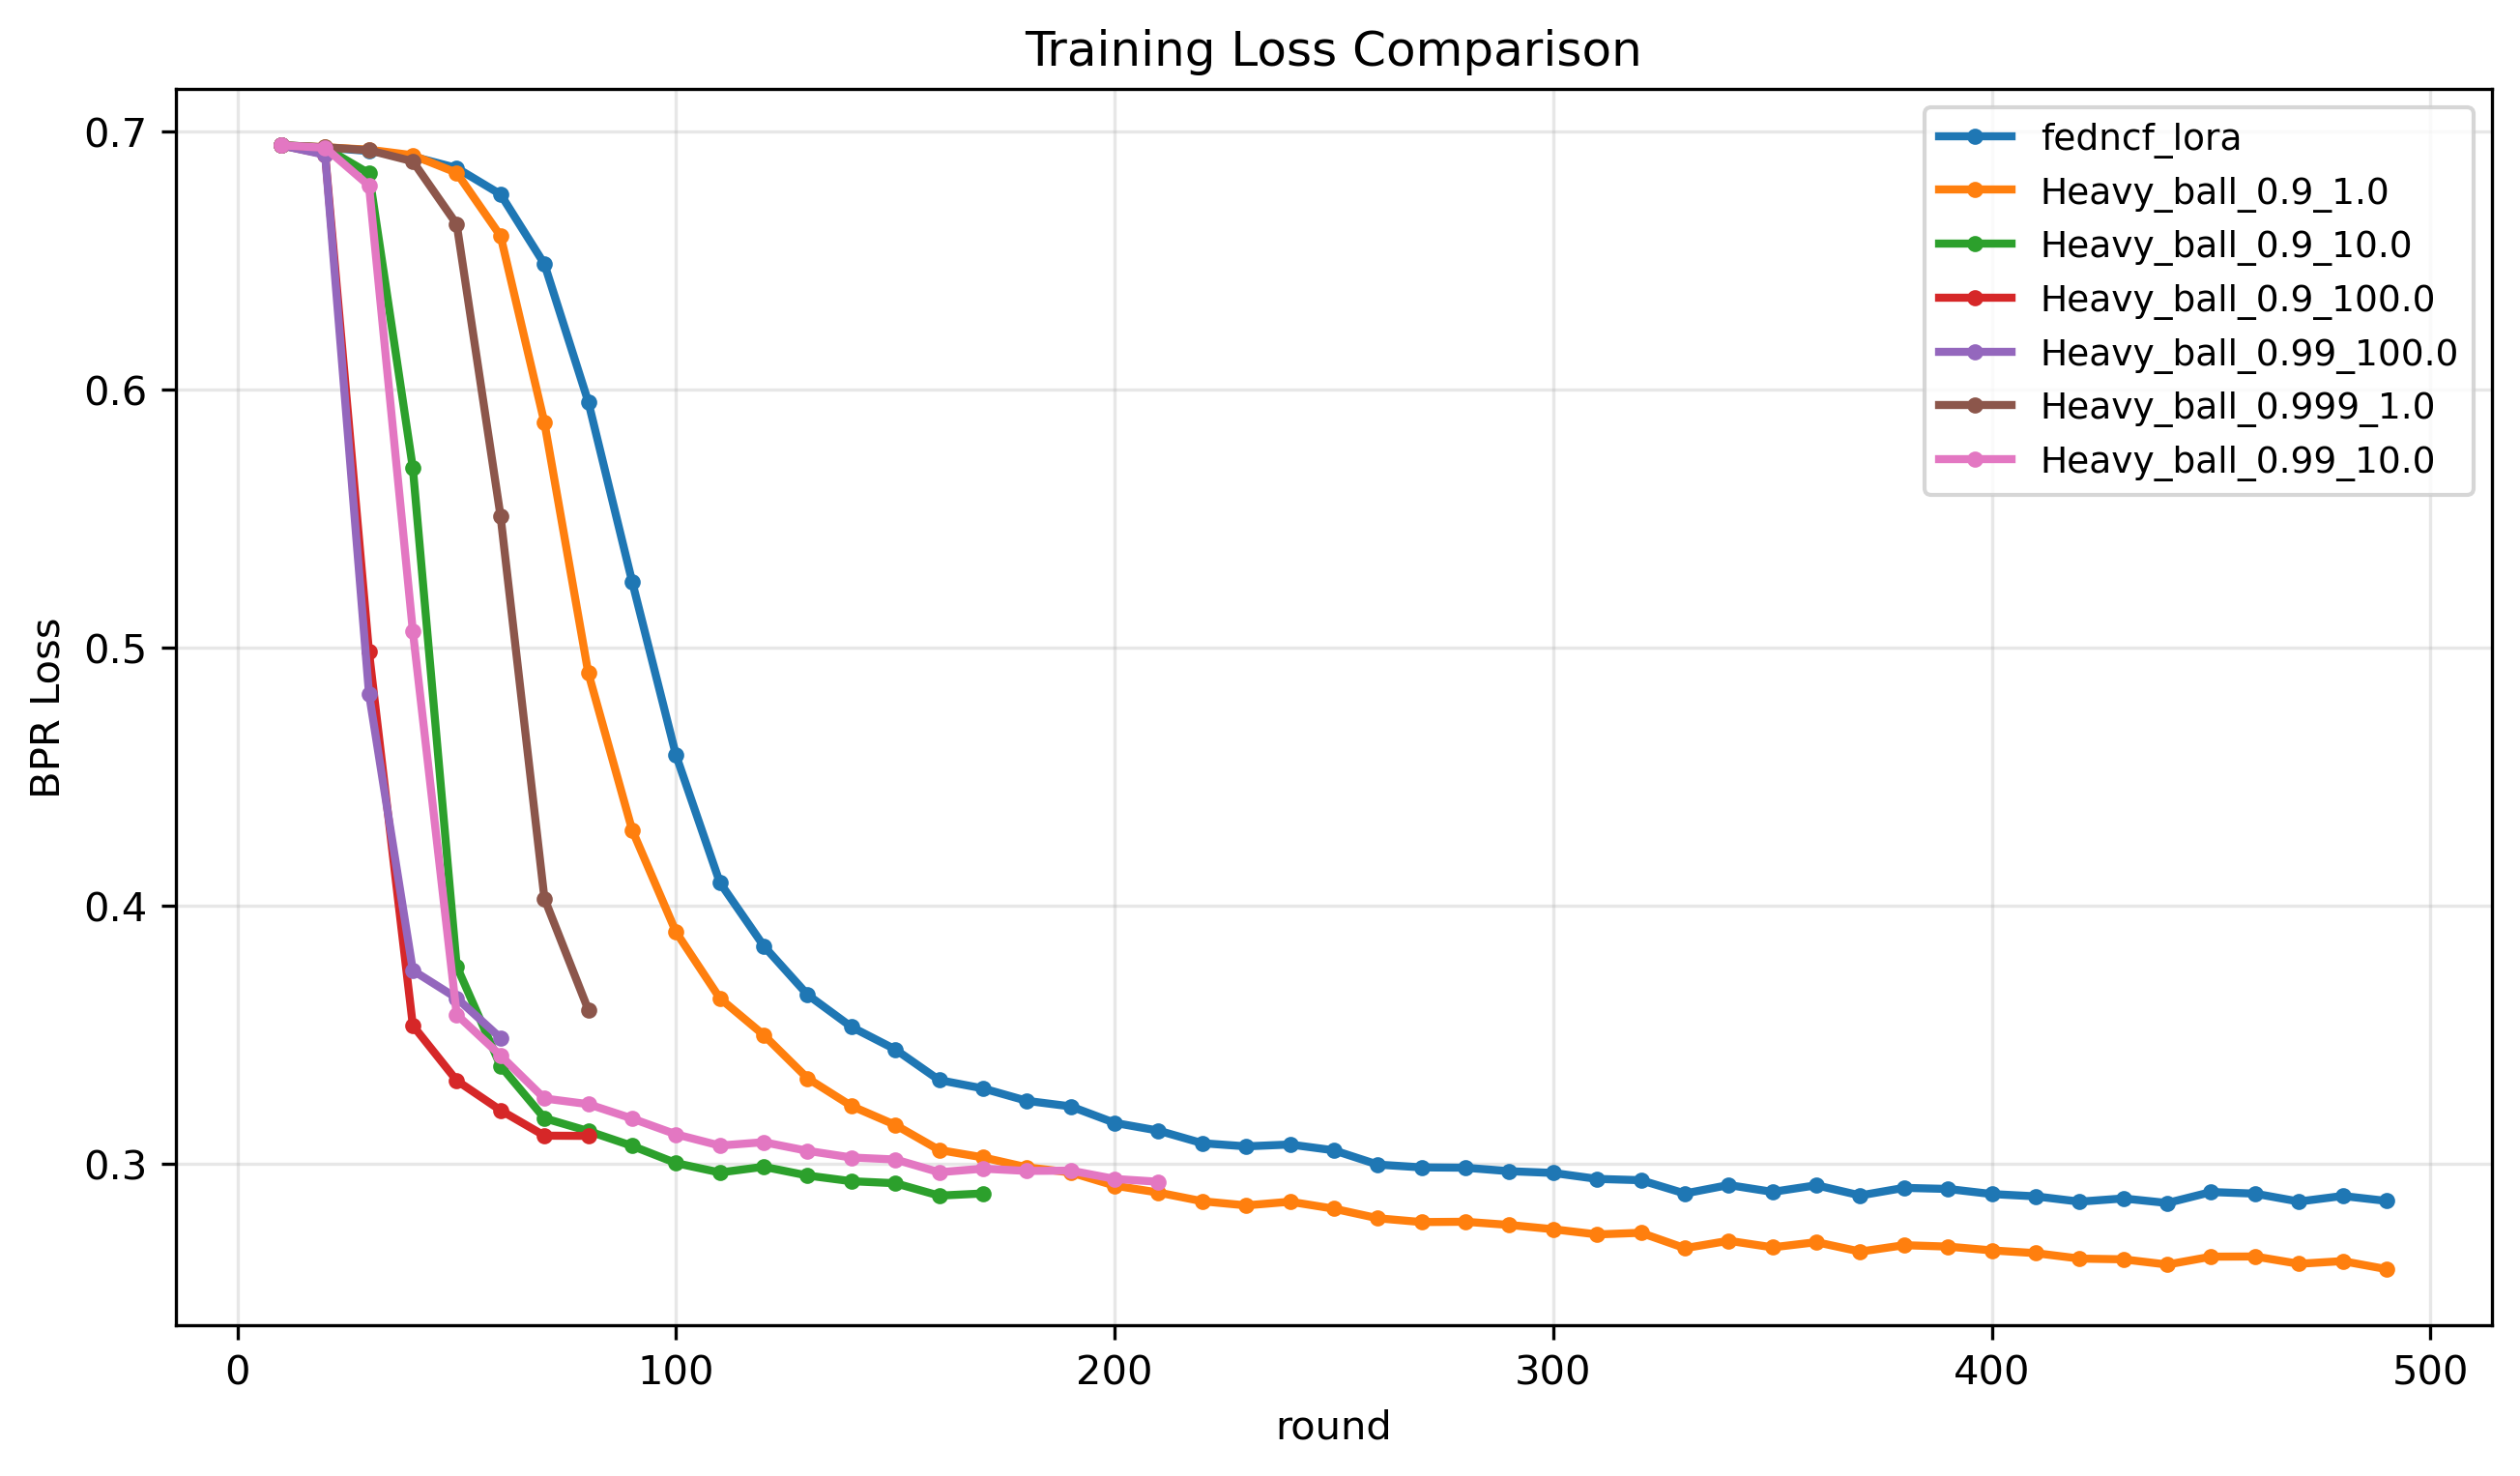 Training Loss Comparison
fedncf_lora
Heavy_ball_0.9_1.0
Heavy_ball_0.9_10.0
Heavy_ball_0.9_100.0
Heavy_ball_0.99_100.0
Heavy_ball_0.999_1.0
Heavy_ball_0.99_10.0
BPR Loss
0.7
0.6
0.5
0.4
0.3
0 100 200 300 400 500
round